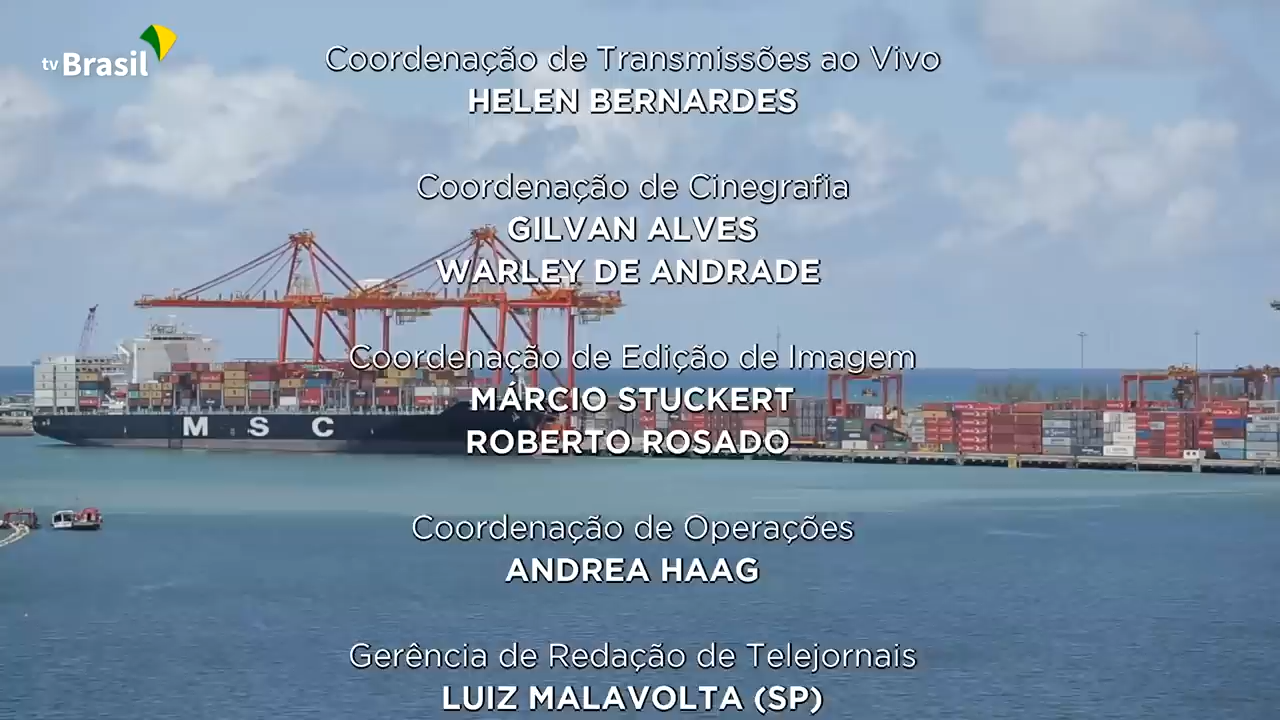 tv Brasil
Coordenação de Transmissões ao Vivo
HELEN BERNARDES
Coordenação de Cinegrafia
GILVAN ALVES
WARLEY DE ANDRADE
Coordenação de Edição de Imagem
MÁRCIO STUCKERT
ROBERTO ROSADO
MSC
Coordenação de Operações
ANDREA HAAG
Gerência de Redação de Telejornais
LUIZ MALAVOLTA (SP)